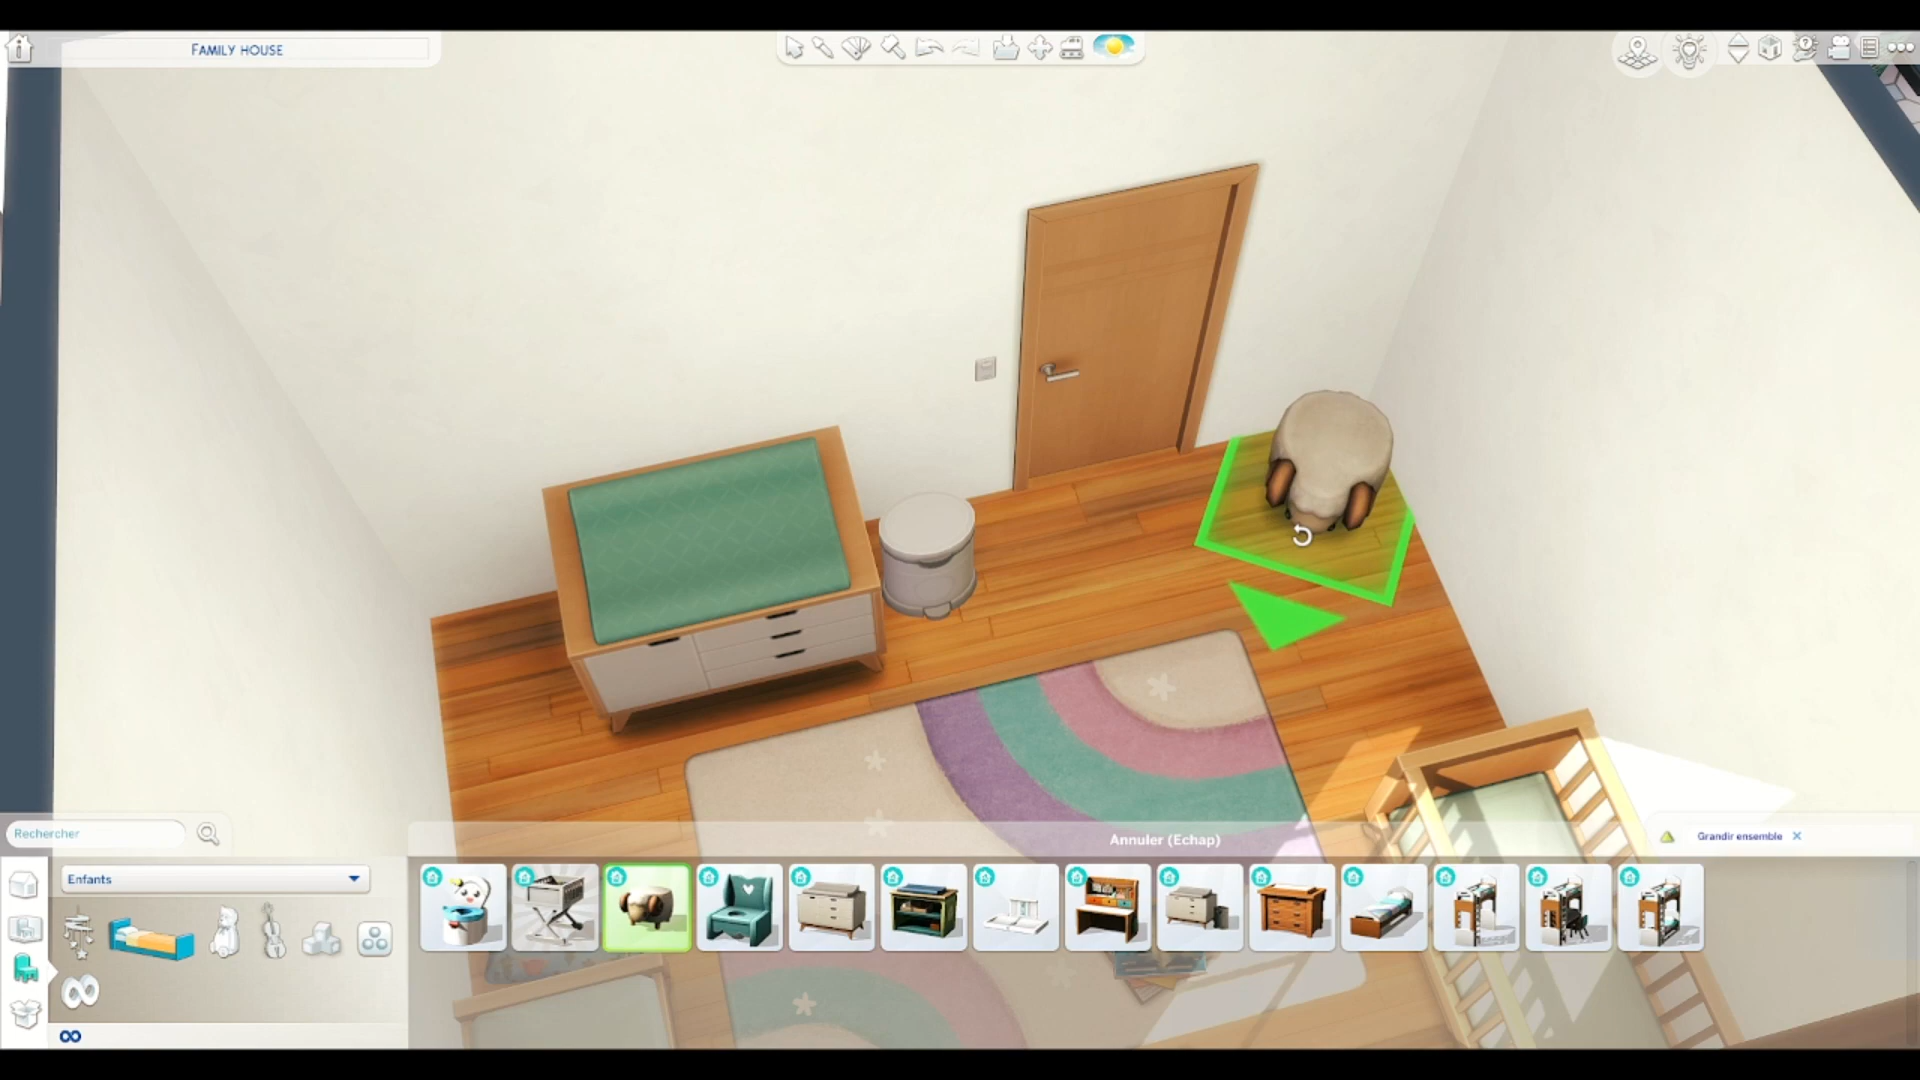 FAMILY HOUSE
Rechercher
Annuler (Echap)
Grandir ensemble
Enfants